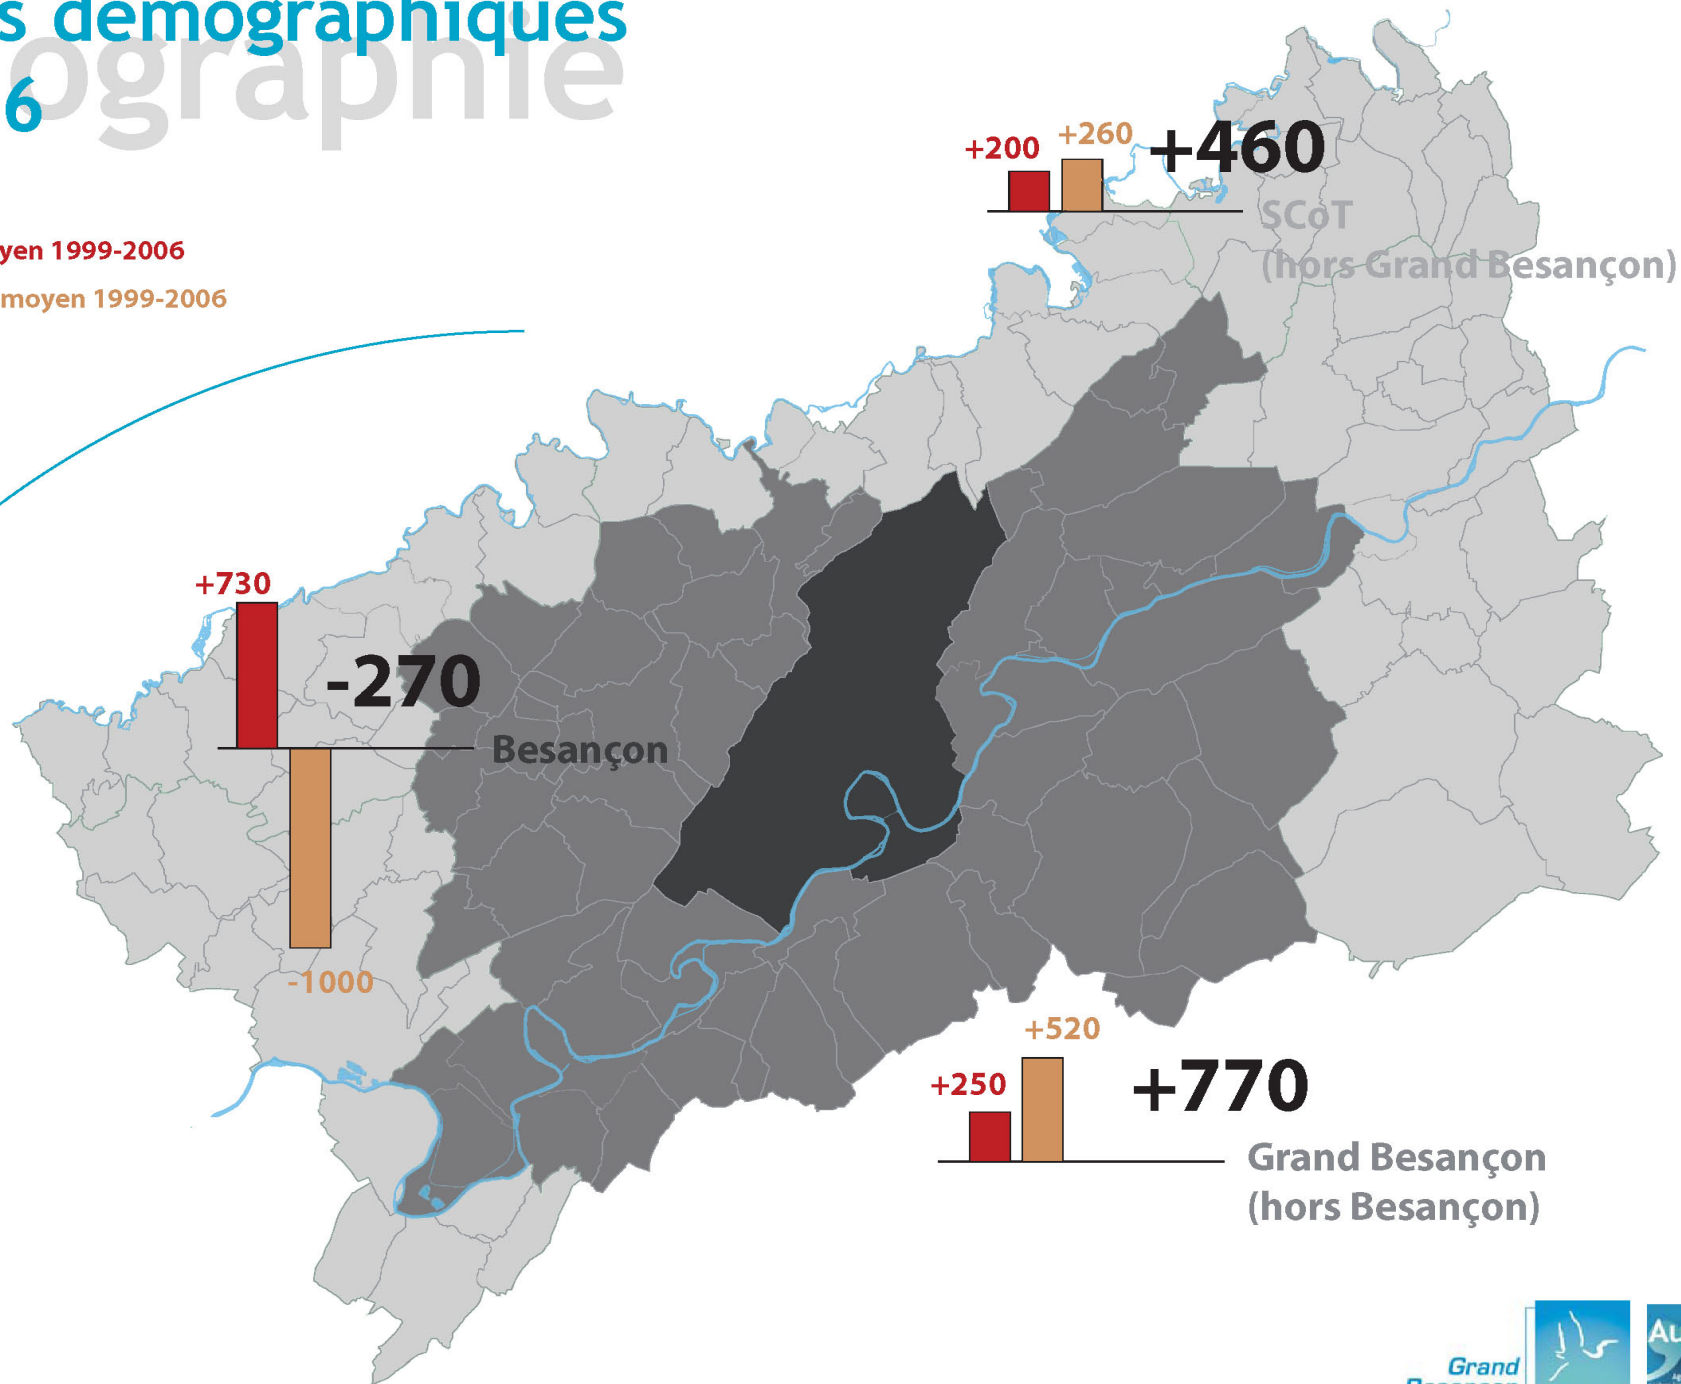 s démographiques
ographie
6
yen 1999-2006
moyen 1999-2006
+200
+260
+460
SCoT
(hors Grand Besançon)
+730
-270
Besançon
-1000
+520
+250
+770
Grand Besançon
(hors Besançon)
Grand
Au